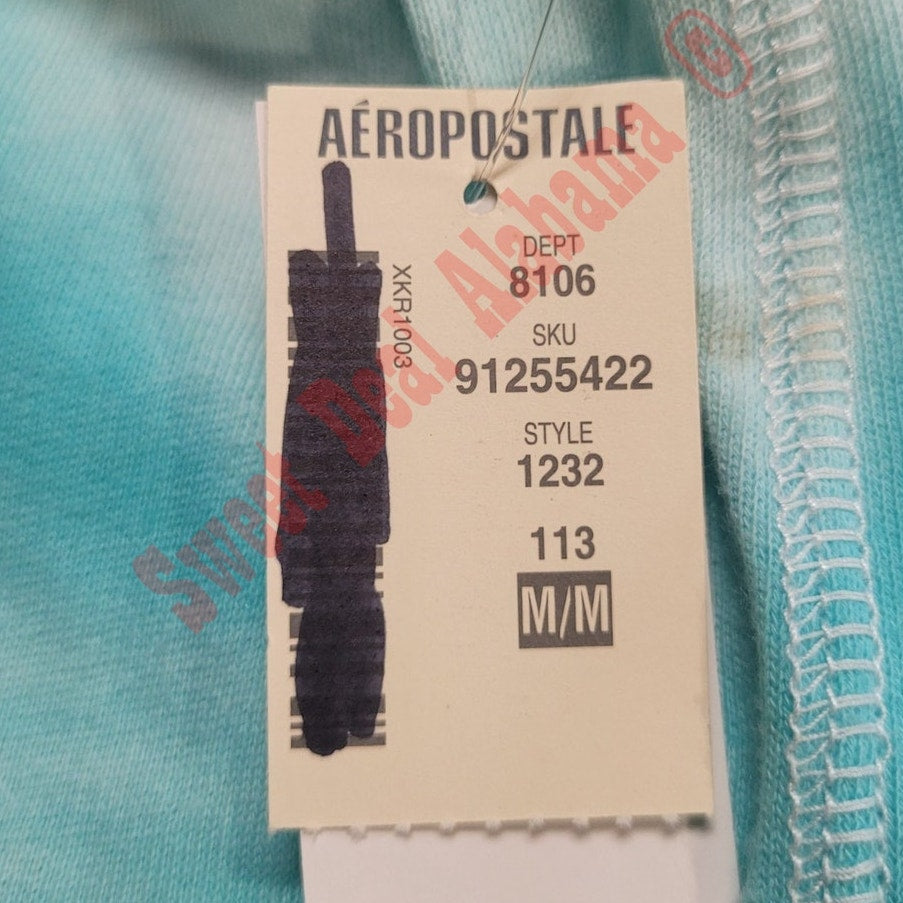 AÉROPOSTALE
XKR1003
DEPT
8106
SKU
91255422
STYLE
1232
113
M/M
Sweet Deal Alabama ©